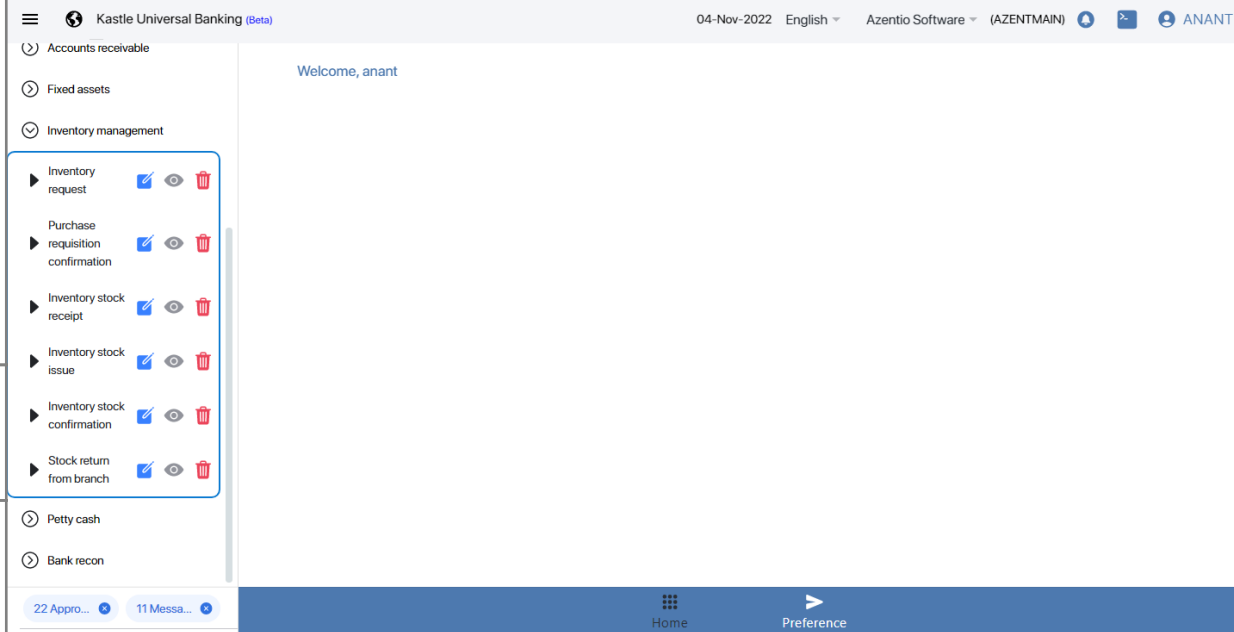 Kastle Universal Banking (Beta)
04-Nov-2022 English Azentio Software (AZENTMAIN) ANANT
Accounts receivable
Welcome, anant
Fixed assets
Inventory management
Inventory
request
Purchase
requisition
confirmation
Inventory stock
receipt
Inventory stock
issue
Inventory stock
confirmation
Stock return
from branch
Petty cash
Bank recon
22 Appro...
11 Messa...
Home
Preference